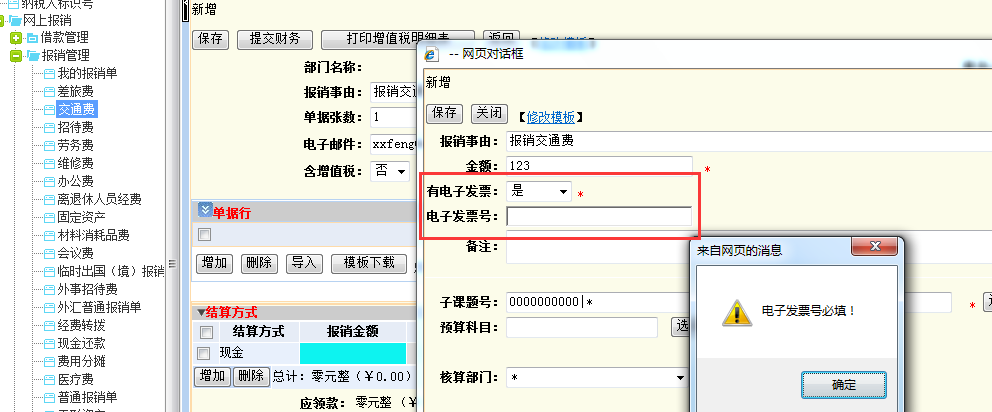 纳税人标识号
网上报销
借款管理
报销管理
我的报销单
差旅费
交通费
招待费
劳务费
维修费
办公费
离退休人员经费
固定资产
材料消耗品费
会议费
临时出国（境）报销
外事招待费
外汇普通报销单
经费转拨
现金还款
费用分摊
医疗费
普通报销单
新增
保存 提交财务 打印增值税明细表 返回 【修改模板】
部门名称：
报销事由： 报销交通
单据张数： 1
电子邮件： xxfeng
含增值税： 否
单据行
增加 删除 导入 模板下载
结算方式
结算方式 报销金额
现金
增加 删除 总计：零元整（￥0.00）
应领款： 零元整（￥
-- 网页对话框
新增
保存 关闭 【修改模板】
报销事由： 报销交通费
金额： 123 *
有电子发票： 是 *
电子发票号：
备注：
子课题号： 0000000000|* *
预算科目： 选
核算部门： *
来自网页的消息
电子发票号必填！
确定